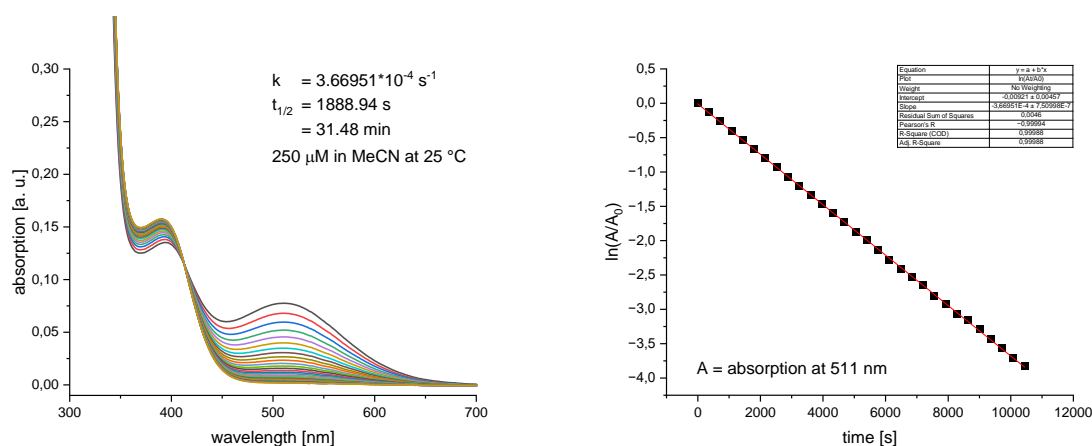 0,30
0,25
0,20
0,15
0,10
0,05
0,00
300 400 500 600 700
absorption [a. u.]
wavelength [nm]
k = 3.66951*10-4 s-1
t1/2 = 1888.94 s
= 31.48 min
250 μM in MeCN at 25 °C
0,5
0,0
−0,5
−1,0
−1,5
−2,0
−2,5
−3,0
−3,5
−4,0
0 2000 4000 6000 8000 10000 12000
ln(A/A0)
time [s]
A = absorption at 511 nm
Equation y = a + b*x
Plot ln(At/A0)
Weight No Weighting
Intercept -0,00921 ± 0,00457
Slope -3,66951E-4 ± 7,50998E-7
Residual Sum of Squares 0,0046
Pearson's R −0,99994
R-Square (COD) 0,99988
Adj. R-Square 0,99988